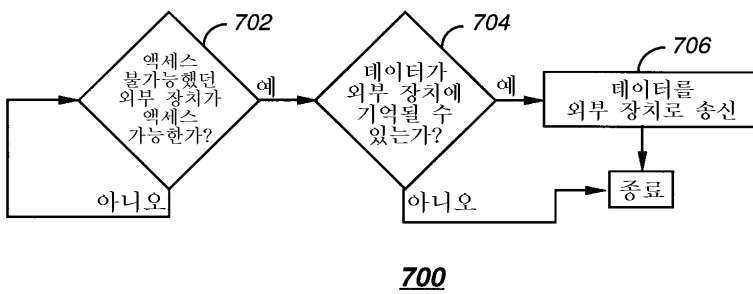 702
액세스
불가능했던
외부 장치가
액세스
가능한가?
예
아니오
704
데이터가
외부 장치에
기억될 수
있는가?
예
아니오
706
데이터를
외부 장치로 송신
종료
700